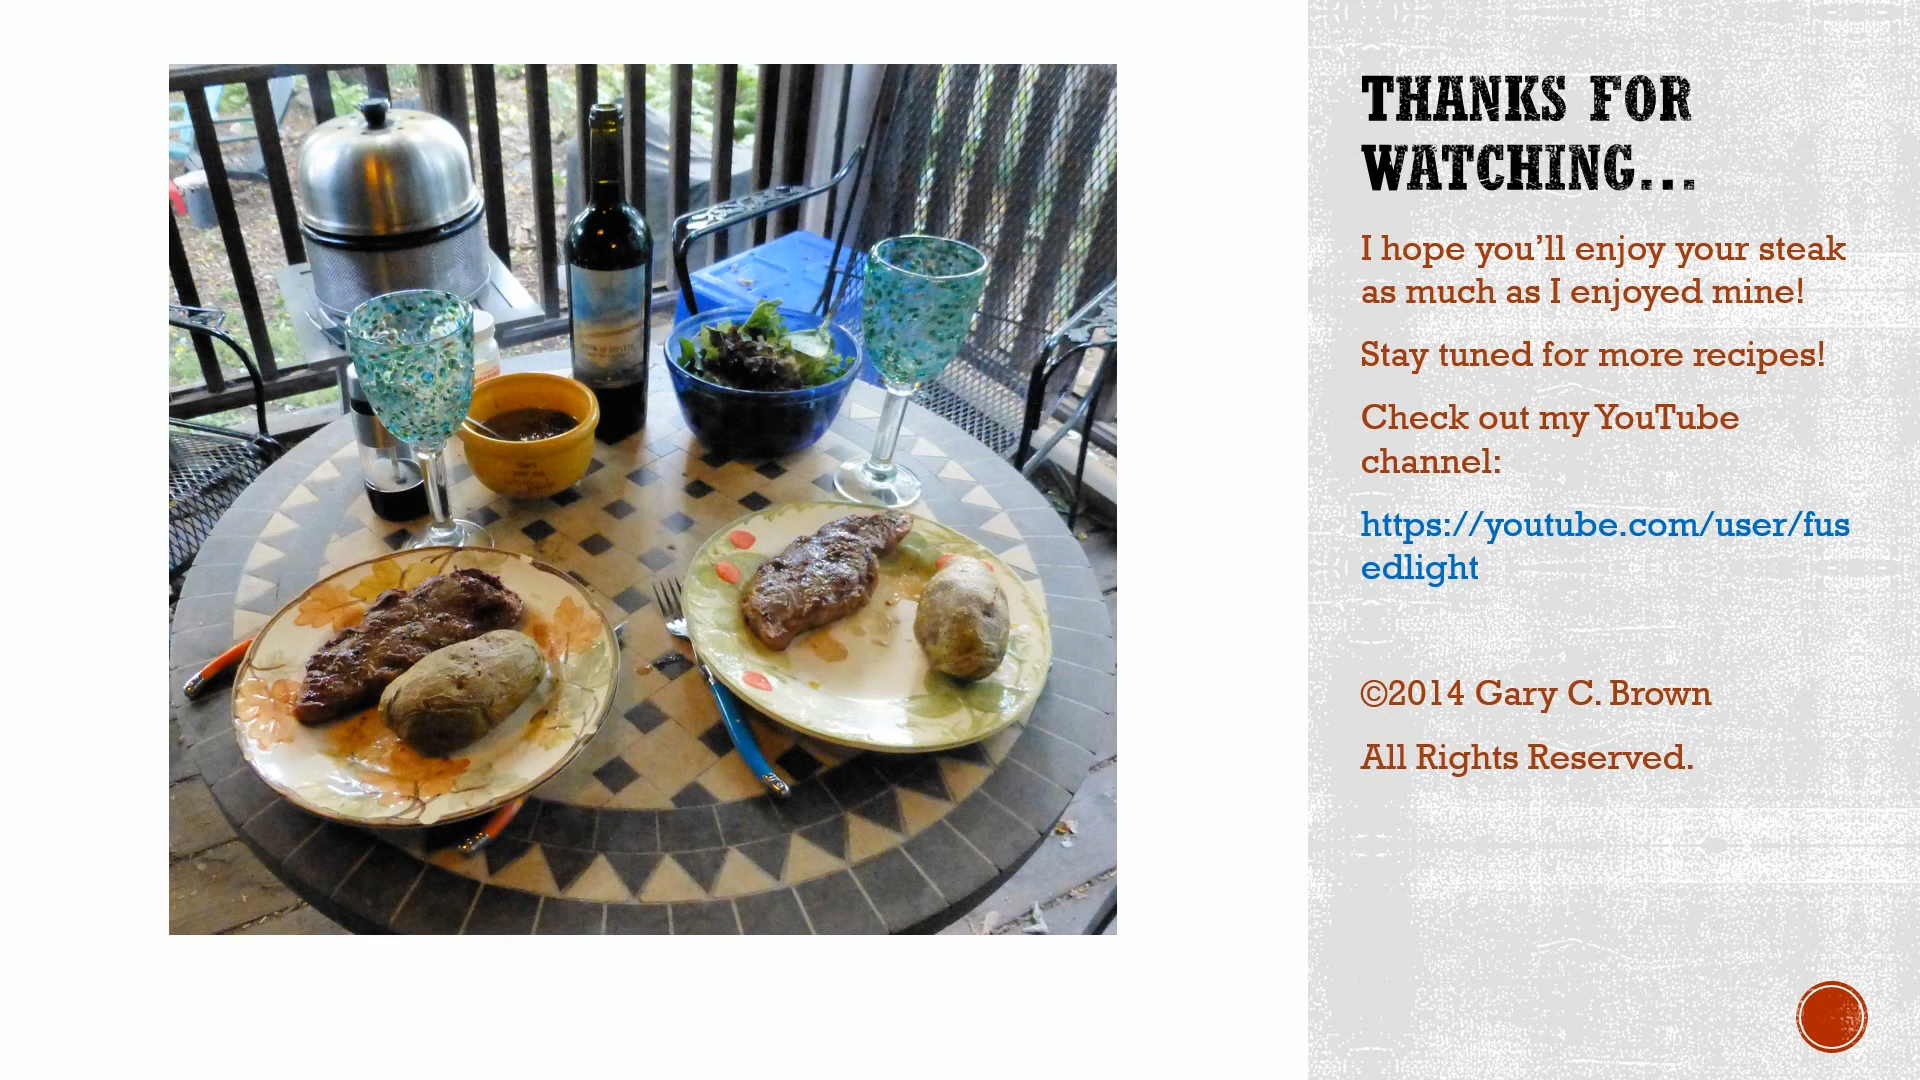 THANKS FOR
WATCHING...
I hope you’ll enjoy your steak
as much as I enjoyed mine!
Stay tuned for more recipes!
Check out my YouTube
channel:
https://youtube.com/user/fus
edlight
©2014 Gary C. Brown
All Rights Reserved.